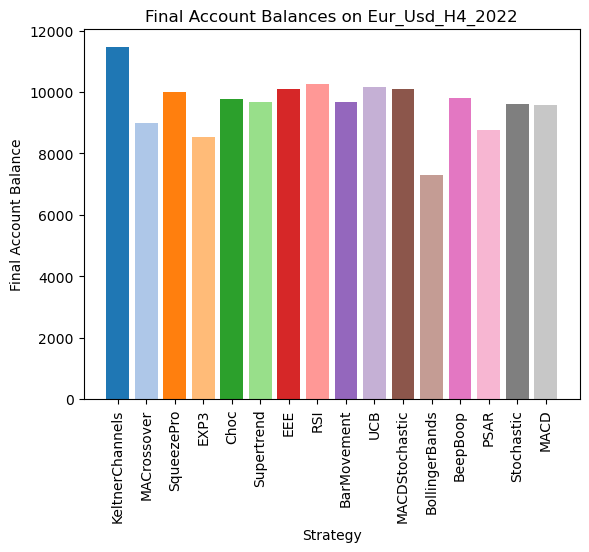 Final Account Balances on Eur_Usd_H4_2022
12000
10000
8000
6000
4000
2000
0
Final Account Balance
KeltnerChannels
MACrossover
SqueezePro
EXP3
Choc
Supertrend
EEE
RSI
BarMovement
UCB
MACDStochastic
BollingerBands
BeepBoop
PSAR
Stochastic
MACD
Strategy